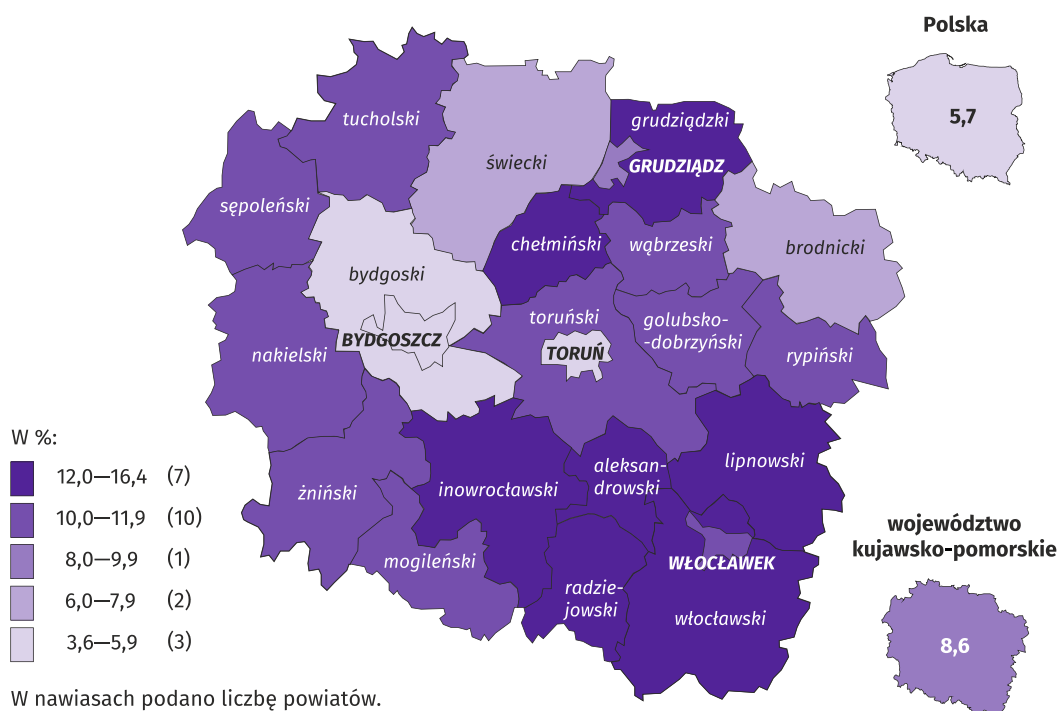 Polska
5,7
tucholski
grudziądzki
świecki
GRUDZIĄDZ
sępoleński
chełmiński
wąbrzeski
brodnicki
bydgoski
toruński
golubsko-
-dobrzyński
BYDGOSZCZ
TORUŃ
nakielski
rypiński
lipnowski
aleksan-
drowski
żniński
inowrocławski
mogileński
WŁOCŁAWEK
radzie-
jowski
włocławski
W %:
12,0—16,4 (7)
10,0—11,9 (10)
8,0—9,9 (1)
6,0—7,9 (2)
3,6—5,9 (3)
W nawiasach podano liczbę powiatów.
województwo
kujawsko-pomorskie
8,6